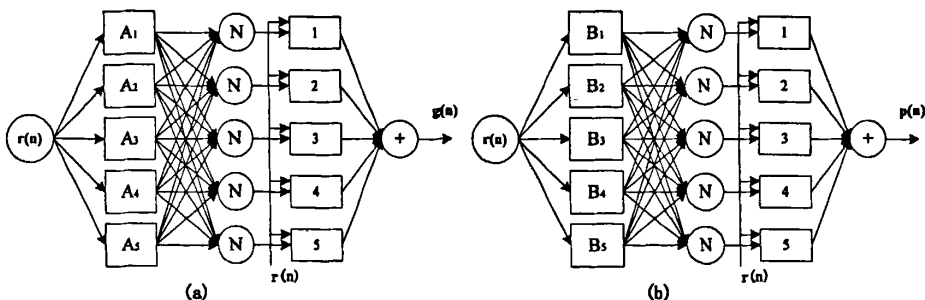 A1 N 1
A2 N 2
g(n)
r(n) A3 N 3 +
A4 N 4
A5 N 5
r(n)
(a)
B1 N 1
B2 N 2
p(n)
r(n) B3 N 3 +
B4 N 4
B5 N 5
r(n)
(b)